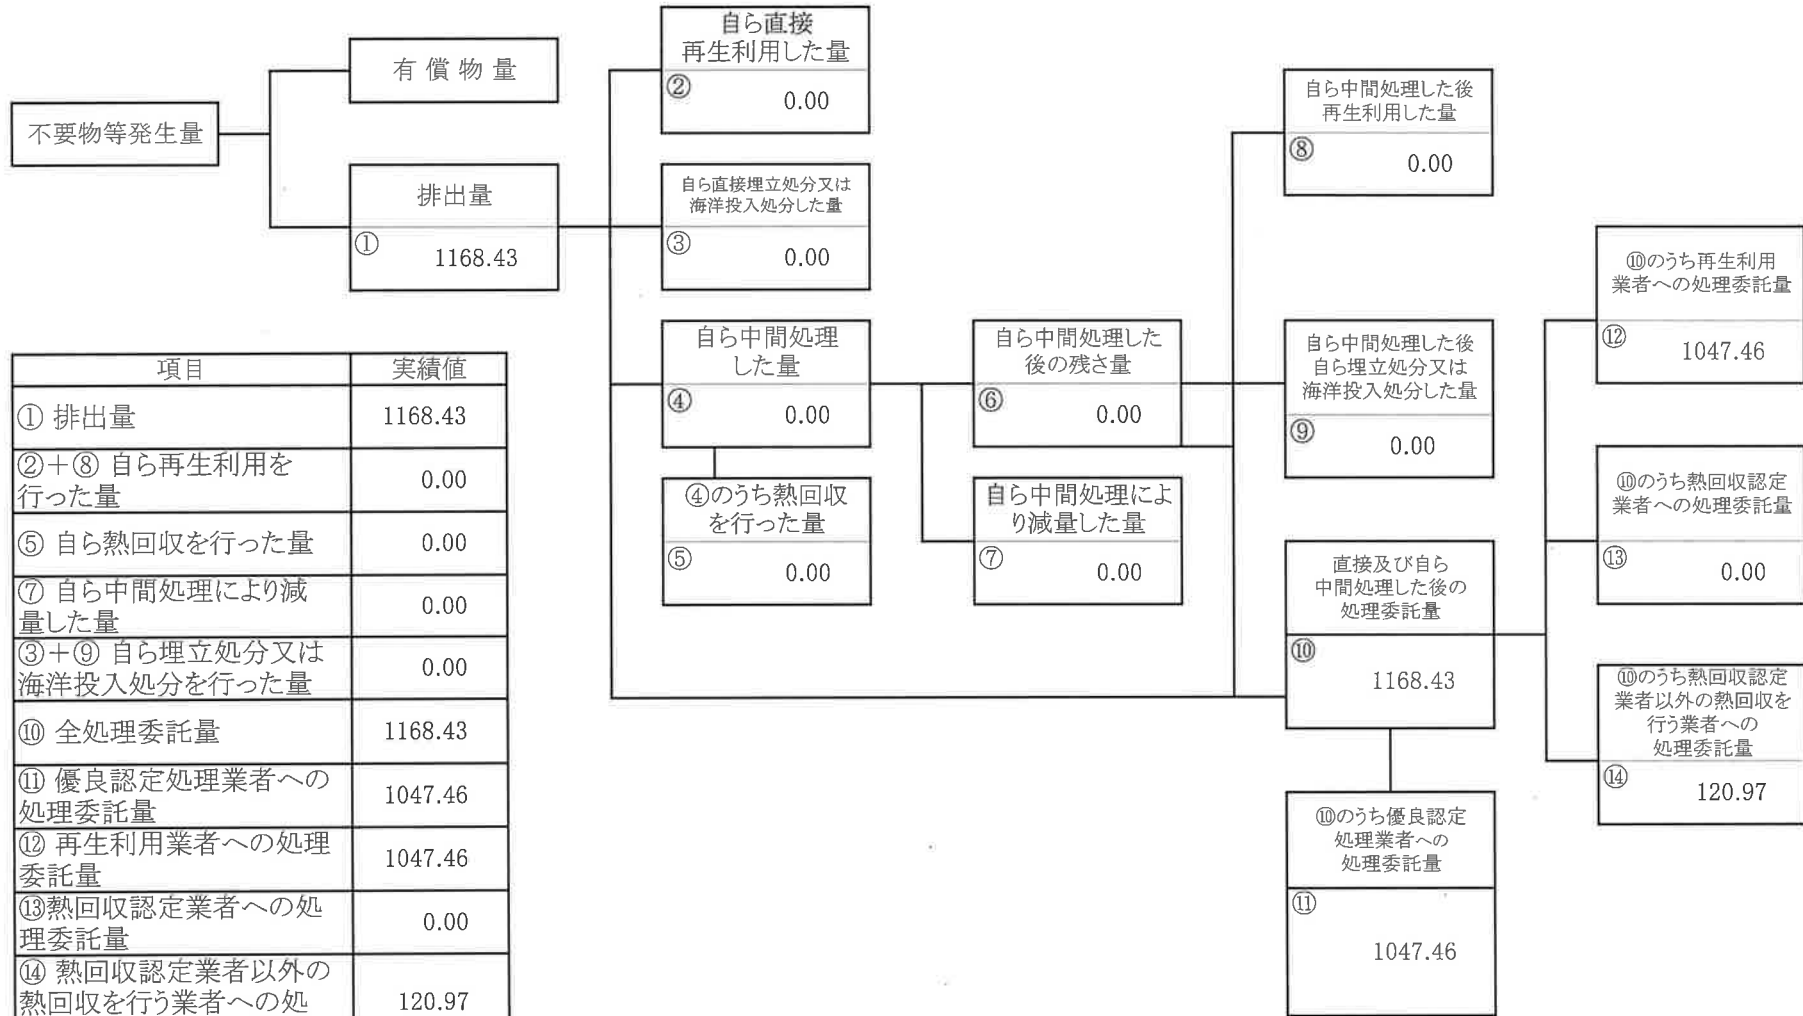 不要物等発生量
有償物量
排出量
①
1168.43
自ら直接
再生利用した量
②
0.00
自ら直接埋立処分又は
海洋投入処分した量
③
0.00
自ら中間処理
した量
④
0.00
④のうち熱回収
を行った量
⑤
0.00
自ら中間処理した
後の残さ量
⑥
0.00
自ら中間処理によ
り減量した量
⑦
0.00
自ら中間処理した後
再生利用した量
⑧
0.00
自ら中間処理した後
自ら埋立処分又は
海洋投入処分した量
⑨
0.00
直接及び自ら
中間処理した後の
処理委託量
⑩
1168.43
⑩のうち優良認定
処理業者への
処理委託量
⑪
1047.46
⑩のうち再生利用
業者への処理委託量
⑫
1047.46
⑩のうち熱回収認定
業者への処理委託量
⑬
0.00
⑩のうち熱回収認定
業者以外の熱回収を
行う業者への
処理委託量
⑭
120.97
項目 実績値
① 排出量 1168.43
②+⑧ 自ら再生利用を
行った量 0.00
⑤ 自ら熱回収を行った量 0.00
⑦ 自ら中間処理により減
量した量 0.00
③+⑨ 自ら埋立処分又は
海洋投入処分を行った量 0.00
⑩ 全処理委託量 1168.43
⑪ 優良認定処理業者への
処理委託量 1047.46
⑫ 再生利用業者への処理
委託量 1047.46
⑬熱回収認定業者への処
理委託量 0.00
⑭ 熱回収認定業者以外の
熱回収を行う業者への処 120.97